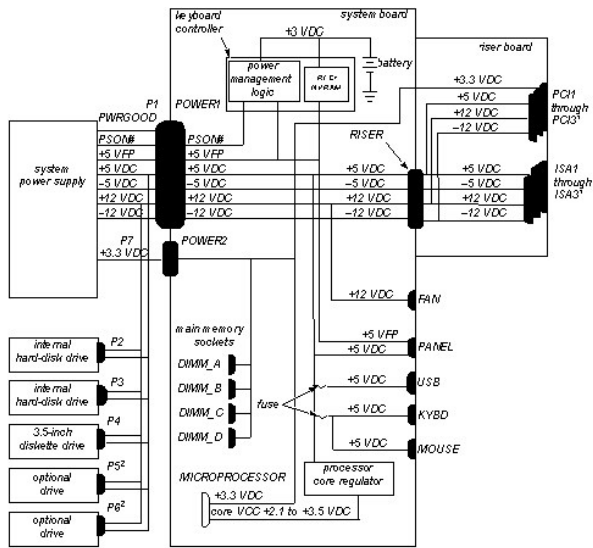 keyboard controller
system board
riser board
+3 VDC
battery
power management logic
RTC/ NVRAM
P1
POWER1
PWRGOOD
PSON#
+5 VFP
+5 VDC
–5 VDC
+12 VDC
–12 VDC
PSON#
+5 VFP
+5 VDC
–5 VDC
+12 VDC
–12 VDC
system power supply
RISER
+5 VDC
–5 VDC
+12 VDC
–12 VDC
+3.3 VDC
+5 VDC
+12 VDC
–12 VDC
PCI1 through PCI3¹
+5 VDC
–5 VDC
+12 VDC
–12 VDC
ISA1 through ISA3¹
P7
+3.3 VDC
POWER2
+12 VDC
FAN
main memory sockets
DIMM_A
DIMM_B
DIMM_C
DIMM_D
+5 VFP
+5 VDC
PANEL
+5 VDC
USB
fuse
+5 VDC
KYBD
+5 VDC
MOUSE
internal hard-disk drive
P2
internal hard-disk drive
P3
3.5-inch diskette drive
P4
optional drive
P5²
optional drive
P6²
MICROPROCESSOR
processor core regulator
+3.3 VDC
core VCC +2.1 to +3.5 VDC